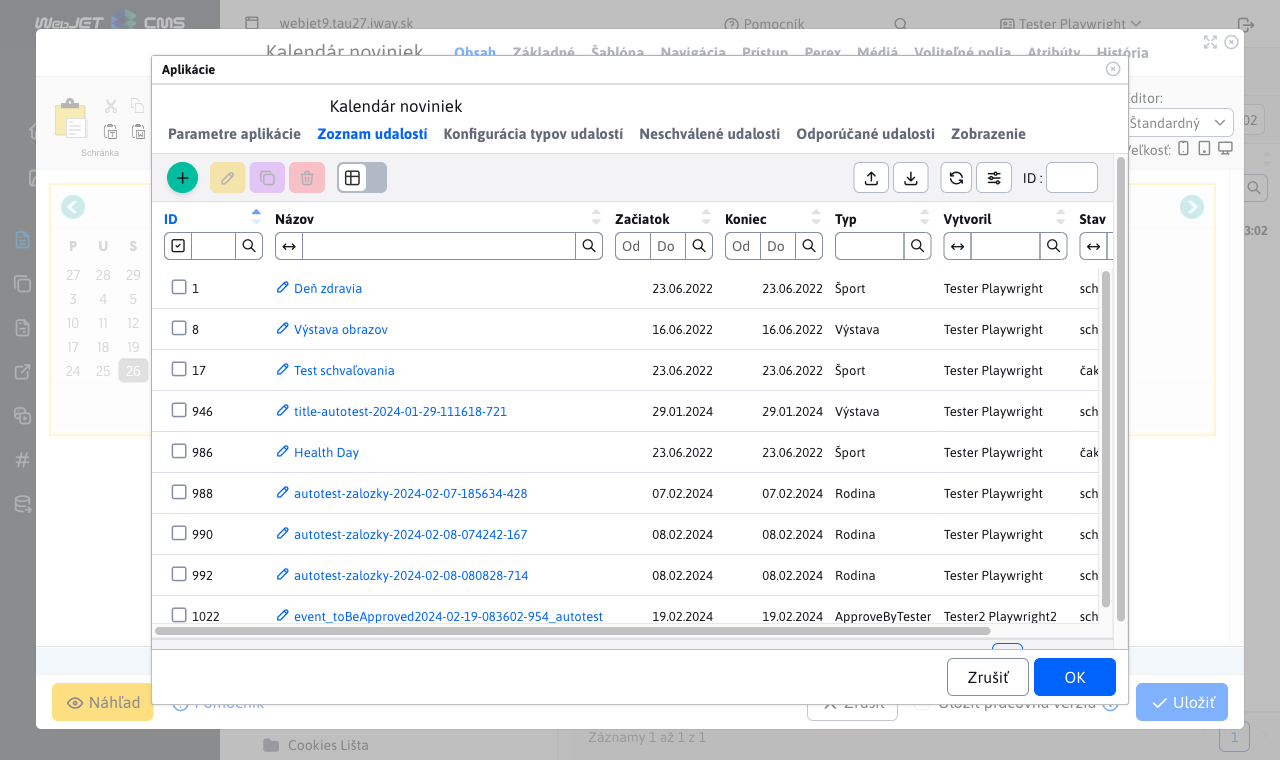 WebJET CMS
webjet9.tau27.iway.sk
Pomocník
Tester Playwright
Kalendár noviniek
Obsah Základné Šablóna Navigácia Prístup Perex Médiá Voliteľné polia Atribúty História
Schránka
Editor:
Štandardný
Veľkosť:
02
3:02
P U S
27 28 29
3 4 5
10 11 12
17 18 19
24 25 26
Aplikácie
Kalendár noviniek
Parametre aplikácie Zoznam udalostí Konfigurácia typov udalostí Neschválené udalosti Odporúčané udalosti Zobrazenie
ID :
ID Názov Začiatok Koniec Typ Vytvoril Stav
Od Do Od Do
1 Deň zdravia 23.06.2022 23.06.2022 Šport Tester Playwright sch
8 Výstava obrazov 16.06.2022 16.06.2022 Výstava Tester Playwright sch
17 Test schvaľovania 23.06.2022 23.06.2022 Šport Tester Playwright čak
946 title-autotest-2024-01-29-111618-721 29.01.2024 29.01.2024 Výstava Tester Playwright sch
986 Health Day 23.06.2022 23.06.2022 Šport Tester Playwright čak
988 autotest-zalozky-2024-02-07-185634-428 07.02.2024 07.02.2024 Rodina Tester Playwright sch
990 autotest-zalozky-2024-02-08-074242-167 08.02.2024 08.02.2024 Rodina Tester Playwright sch
992 autotest-zalozky-2024-02-08-080828-714 08.02.2024 08.02.2024 Rodina Tester Playwright sch
1022 event_toBeApproved2024-02-19-083602-954_autotest 19.02.2024 19.02.2024 ApproveByTester Tester2 Playwright2 sch
Zrušiť OK
Náhľad
Pomocník
Zrušiť
Uložiť pracovnú verziu
Uložiť
Cookies Lišta
Záznamy 1 až 1 z 1
1